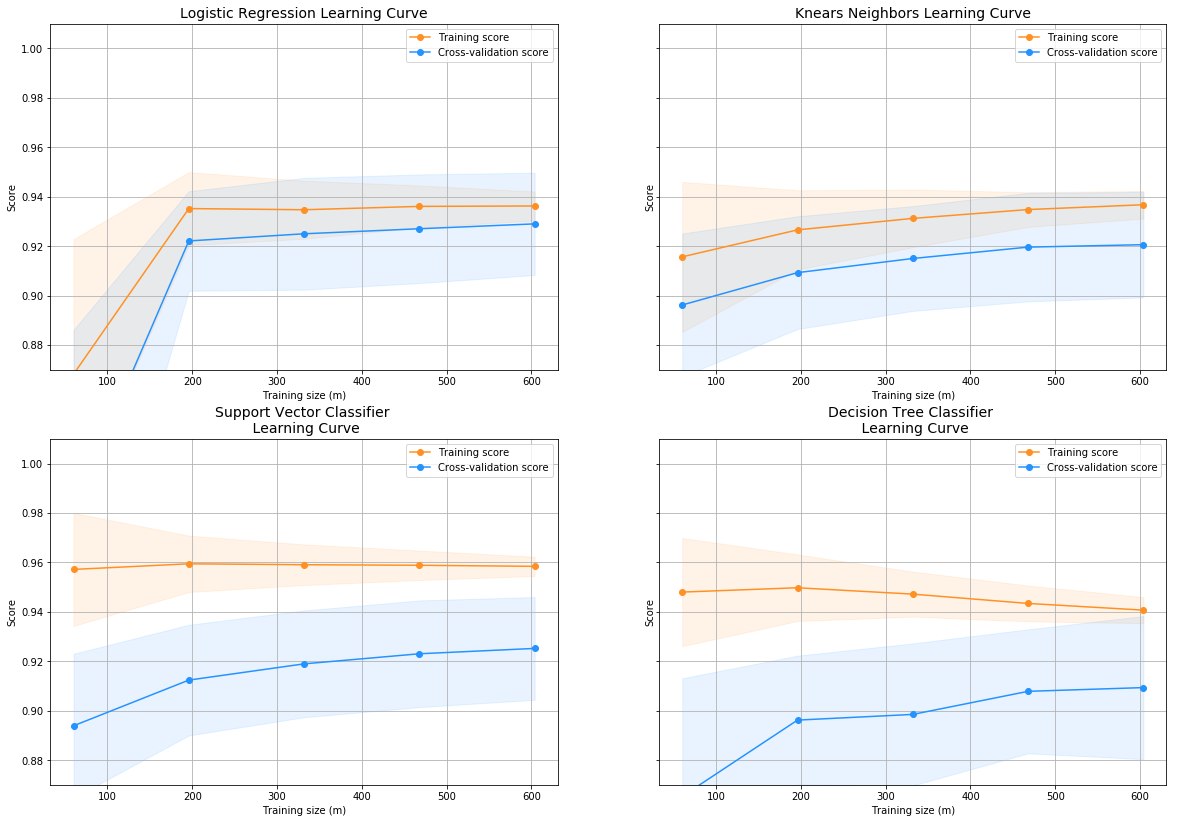 Logistic Regression Learning Curve
Training score
Cross-validation score
1.00
0.98
0.96
0.94
0.92
0.90
0.88
Score
100 200 300 400 500 600
Training size (m)
Knears Neighbors Learning Curve
Training score
Cross-validation score
Score
100 200 300 400 500 600
Training size (m)
Support Vector Classifier
Learning Curve
Training score
Cross-validation score
1.00
0.98
0.96
0.94
0.92
0.90
0.88
Score
100 200 300 400 500 600
Training size (m)
Decision Tree Classifier
Learning Curve
Training score
Cross-validation score
Score
100 200 300 400 500 600
Training size (m)